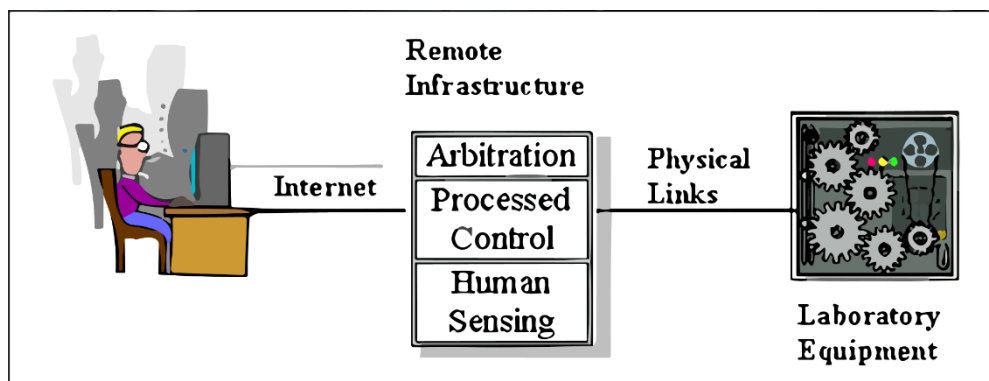 Remote
Infrastructure
Arbitration
Processed
Control
Human
Sensing
Internet
Physical
Links
Laboratory
Equipment